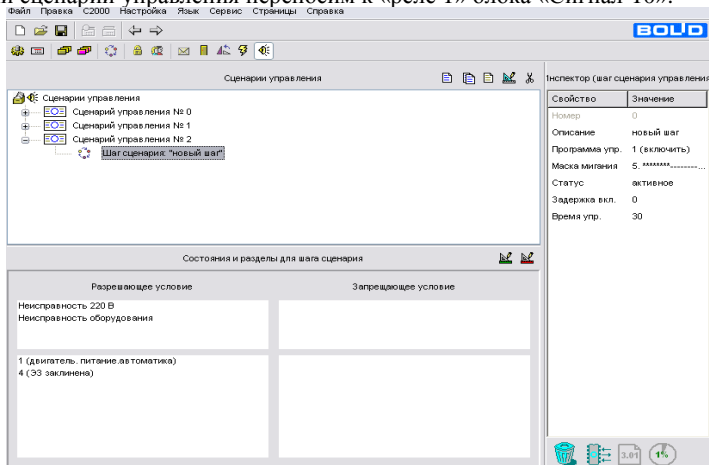 сценарий управления переносим к «реле 1» блока «Сигнал-10».
Файл Правка С2000 Настройка Язык Сервис Страницы Справка
BOLID
Сценарии управления
Инспектор (шаг сценария управления
Сценарии управления
Сценарий управления № 0
Сценарий управления № 1
Сценарий управления № 2
Шаг сценария: "новый шаг"
Свойство Значение
Номер 0
Описание новый шаг
Программа упр. 1 (включить)
Маска мигания 5. ********--------...
Статус активное
Задержка вкл. 0
Время упр. 30
Состояния и разделы для шага сценария
Разрешающее условие Запрещающее условие
Неисправность 220 В
Неисправность оборудования
1 (двигатель. питание.автоматика)
4 (ЭЗ заклинена)
3.01
1%